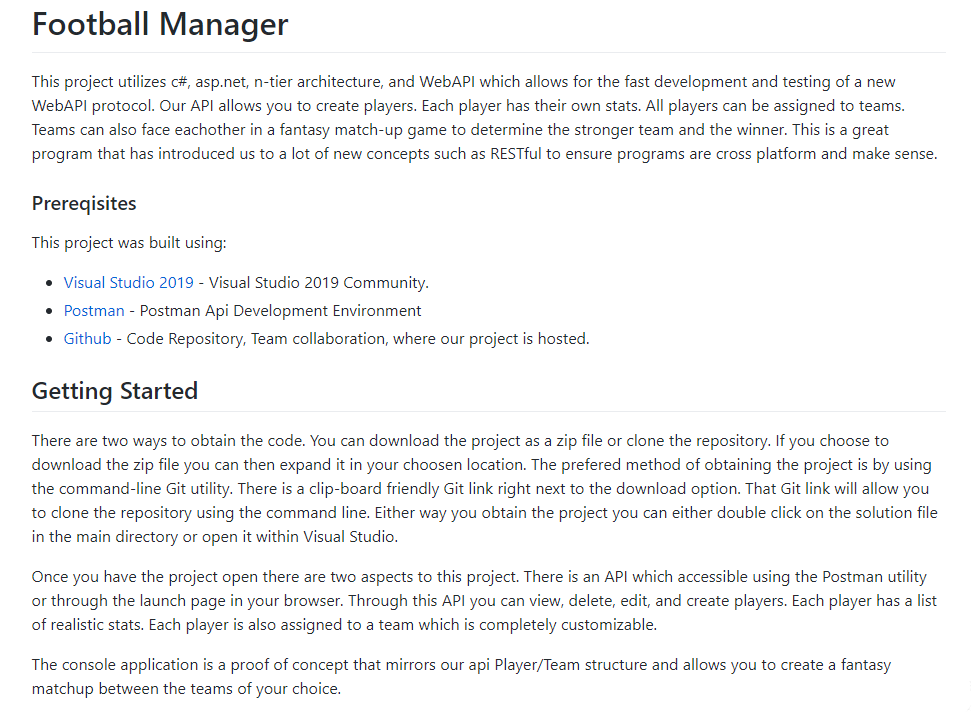 Football Manager
This project utilizes c#, asp.net, n-tier architecture, and WebAPI which allows for the fast development and testing of a new
WebAPI protocol. Our API allows you to create players. Each player has their own stats. All players can be assigned to teams.
Teams can also face eachother in a fantasy match-up game to determine the stronger team and the winner. This is a great
program that has introduced us to a lot of new concepts such as RESTful to ensure programs are cross platform and make sense.
Prereqisites
This project was built using:
• Visual Studio 2019 - Visual Studio 2019 Community.
• Postman - Postman Api Development Environment
• Github - Code Repository, Team collaboration, where our project is hosted.
Getting Started
There are two ways to obtain the code. You can download the project as a zip file or clone the repository. If you choose to
download the zip file you can then expand it in your choosen location. The prefered method of obtaining the project is by using
the command-line Git utility. There is a clip-board friendly Git link right next to the download option. That Git link will allow you
to clone the repository using the command line. Either way you obtain the project you can either double click on the solution file
in the main directory or open it within Visual Studio.
Once you have the project open there are two aspects to this project. There is an API which accessible using the Postman utility
or through the launch page in your browser. Through this API you can view, delete, edit, and create players. Each player has a list
of realistic stats. Each player is also assigned to a team which is completely customizable.
The console application is a proof of concept that mirrors our api Player/Team structure and allows you to create a fantasy
matchup between the teams of your choice.